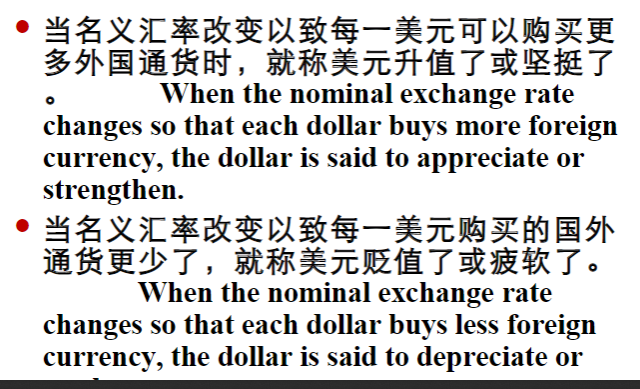 当名义汇率改变以致每一美元可以购买更
多外国通货时，就称美元升值了或坚挺了
。 When the nominal exchange rate
changes so that each dollar buys more foreign
currency, the dollar is said to appreciate or
strengthen.
当名义汇率改变以致每一美元购买的国外
通货更少了，就称美元贬值了或疲软了。
When the nominal exchange rate
changes so that each dollar buys less foreign
currency, the dollar is said to depreciate or